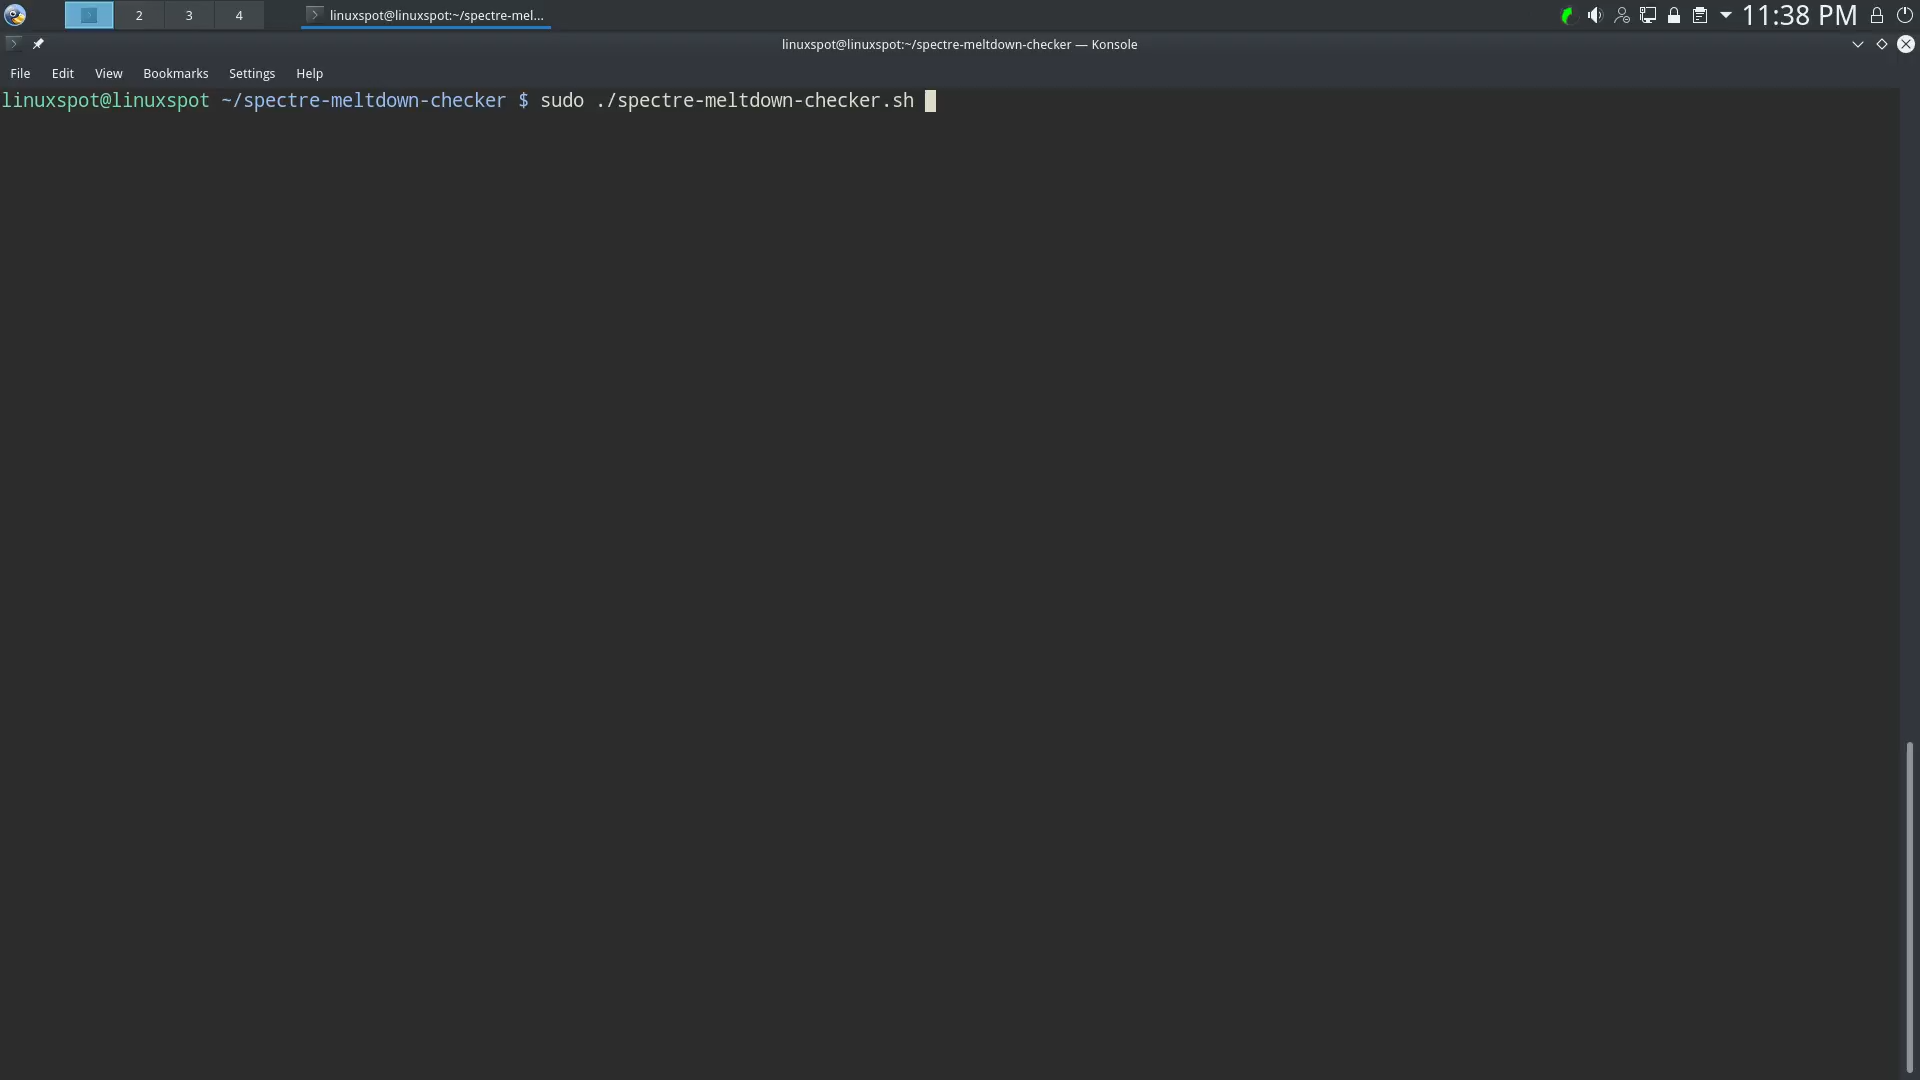 2 3 4 linuxspot@linuxspot:~/spectre-mel... 11:38 PM
linuxspot@linuxspot:~/spectre-meltdown-checker — Konsole
File Edit View Bookmarks Settings Help
linuxspot@linuxspot ~/spectre-meltdown-checker $ sudo ./spectre-meltdown-checker.sh